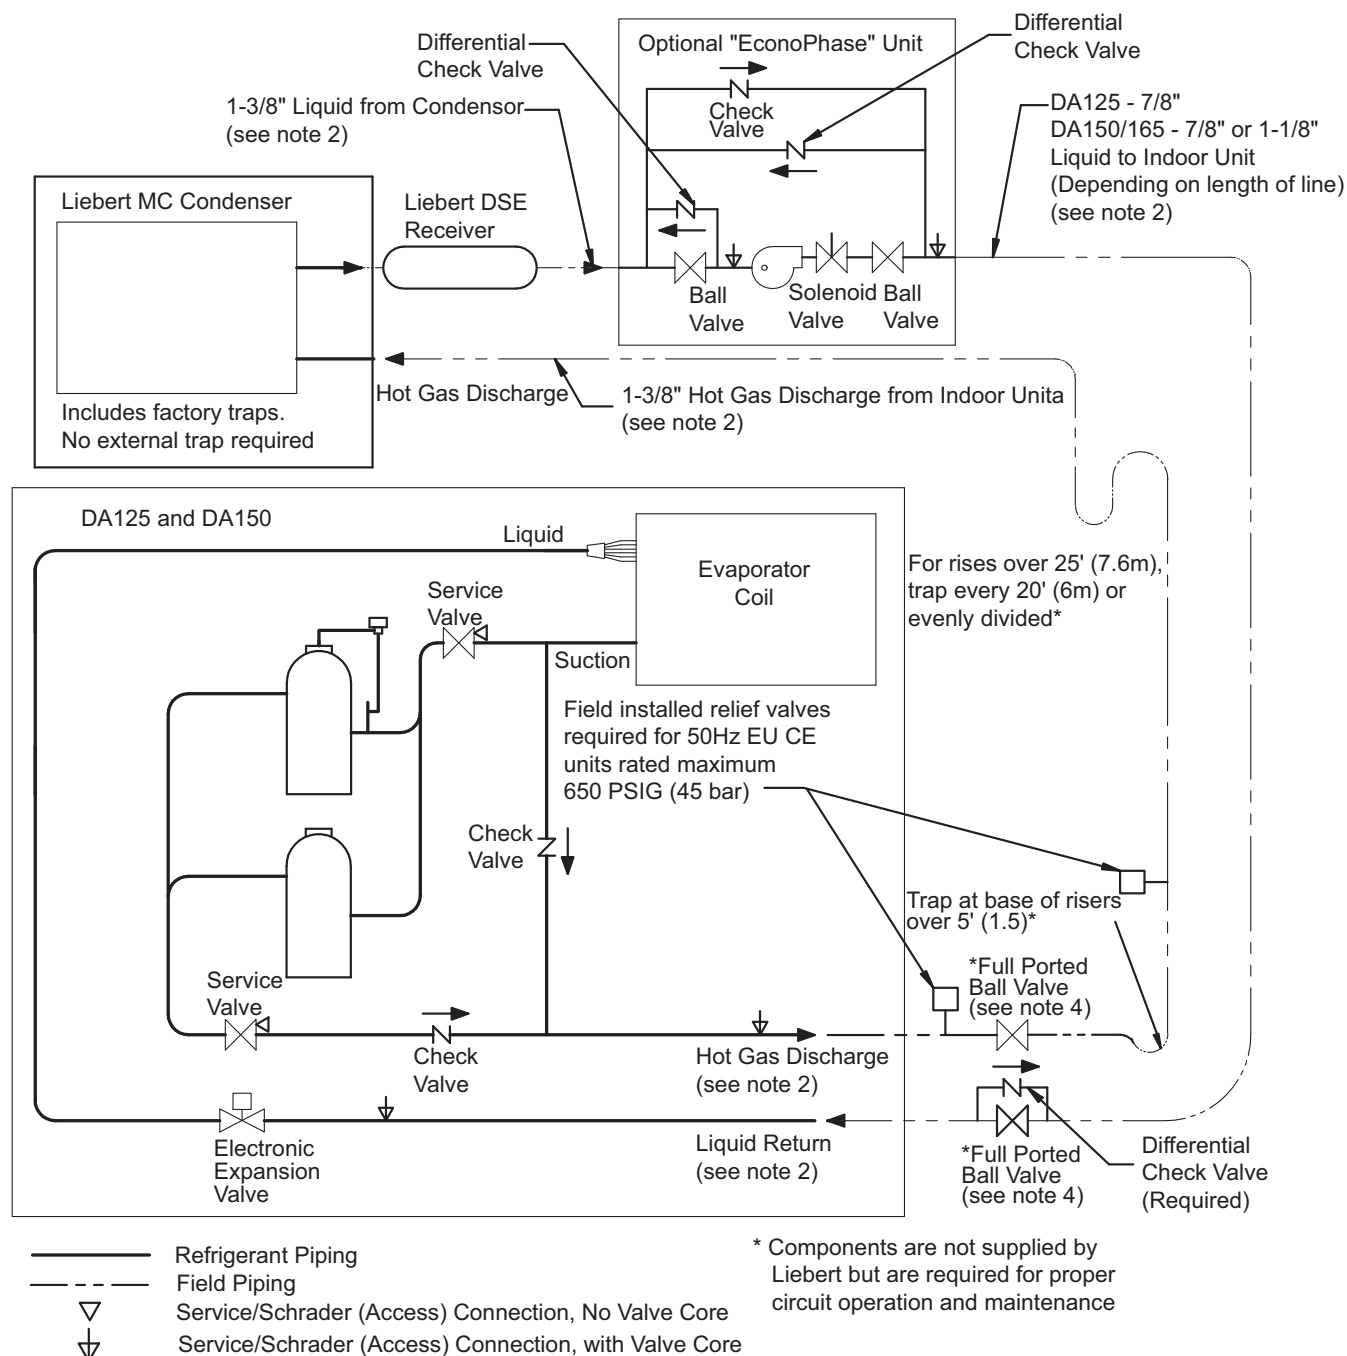 Differential
Check Valve
Optional "EconoPhase" Unit
Differential
Check Valve
1-3/8" Liquid from Condensor
(see note 2)
Check
Valve
DA125 - 7/8"
DA150/165 - 7/8" or 1-1/8"
Liquid to Indoor Unit
(Depending on length of line)
(see note 2)
Liebert MC Condenser
Liebert DSE
Receiver
Ball
Valve
Solenoid
Valve
Ball
Valve
Hot Gas Discharge
1-3/8" Hot Gas Discharge from Indoor Unita
(see note 2)
Includes factory traps.
No external trap required
DA125 and DA150
Liquid
Evaporator
Coil
For rises over 25' (7.6m),
trap every 20' (6m) or
evenly divided*
Service
Valve
Suction
Field installed relief valves
required for 50Hz EU CE
units rated maximum
650 PSIG (45 bar)
Check
Valve
Trap at base of risers
over 5' (1.5)*
Service
Valve
*Full Ported
Ball Valve
(see note 4)
Check
Valve
Hot Gas Discharge
(see note 2)
Electronic
Expansion
Valve
Liquid Return
(see note 2)
*Full Ported
Ball Valve
(see note 4)
Differential
Check Valve
(Required)
Refrigerant Piping
Field Piping
Service/Schrader (Access) Connection, No Valve Core
Service/Schrader (Access) Connection, with Valve Core
* Components are not supplied by
Liebert but are required for proper
circuit operation and maintenance